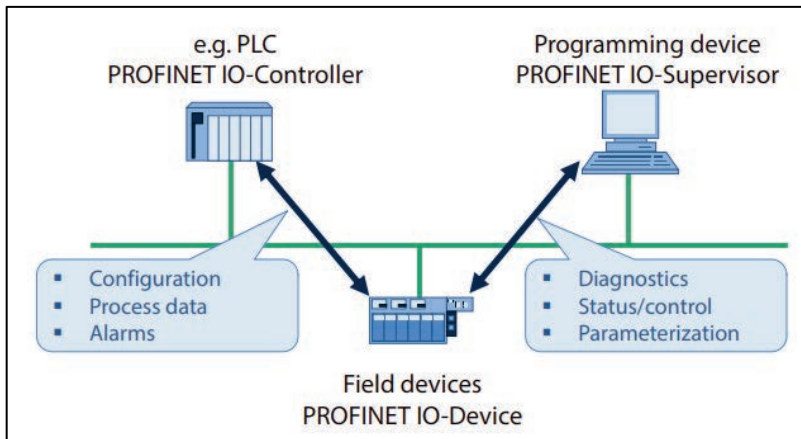 e.g. PLC
PROFINET IO-Controller
Programming device
PROFINET IO-Supervisor
▪ Configuration
▪ Process data
▪ Alarms
▪ Diagnostics
▪ Status/control
▪ Parameterization
Field devices
PROFINET IO-Device